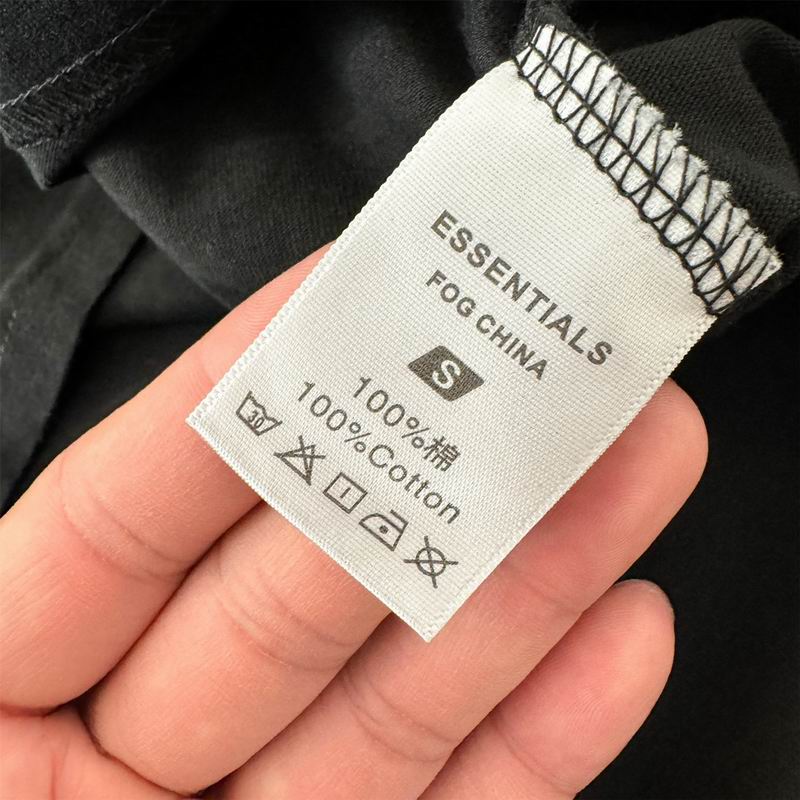 ESSENTIALS
FOG CHINA
S
100%棉
100%Cotton
30